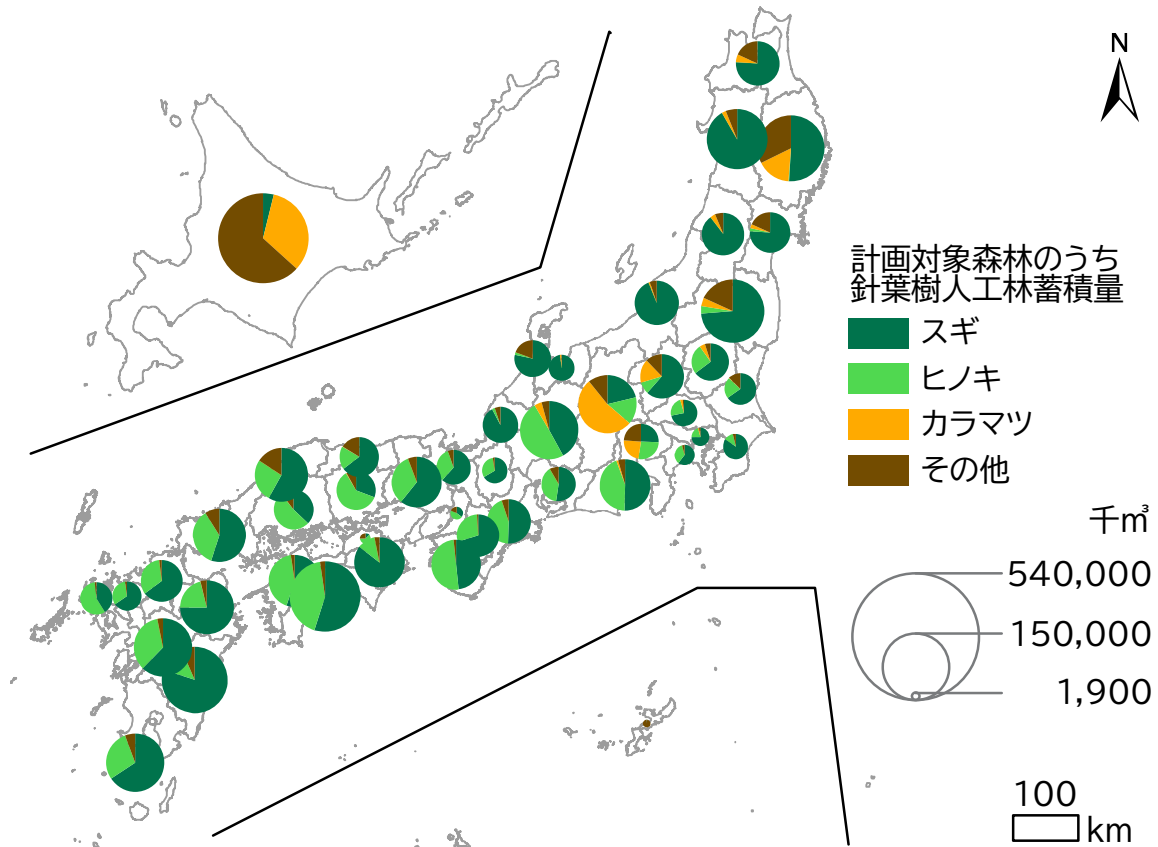 N
計画対象森林のうち
針葉樹人工林蓄積量
スギ
ヒノキ
カラマツ
その他
千㎥
540,000
150,000
1,900
100
km